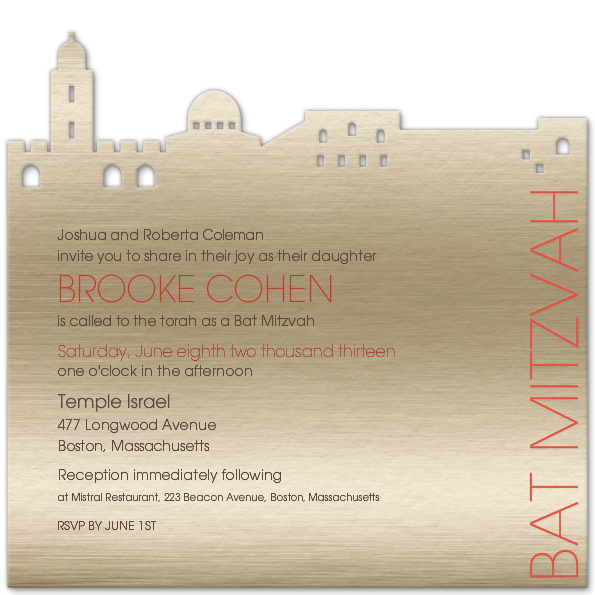 Joshua and Roberta Coleman
invite you to share in their joy as their daughter
BROOKE COHEN
is called to the torah as a Bat Mitzvah
Saturday, June eighth two thousand thirteen
one o'clock in the afternoon
Temple Israel
477 Longwood Avenue
Boston, Massachusetts
Reception immediately following
at Mistral Restaurant, 223 Beacon Avenue, Boston, Massachusetts
RSVP BY JUNE 1ST
BAT MITZVAH